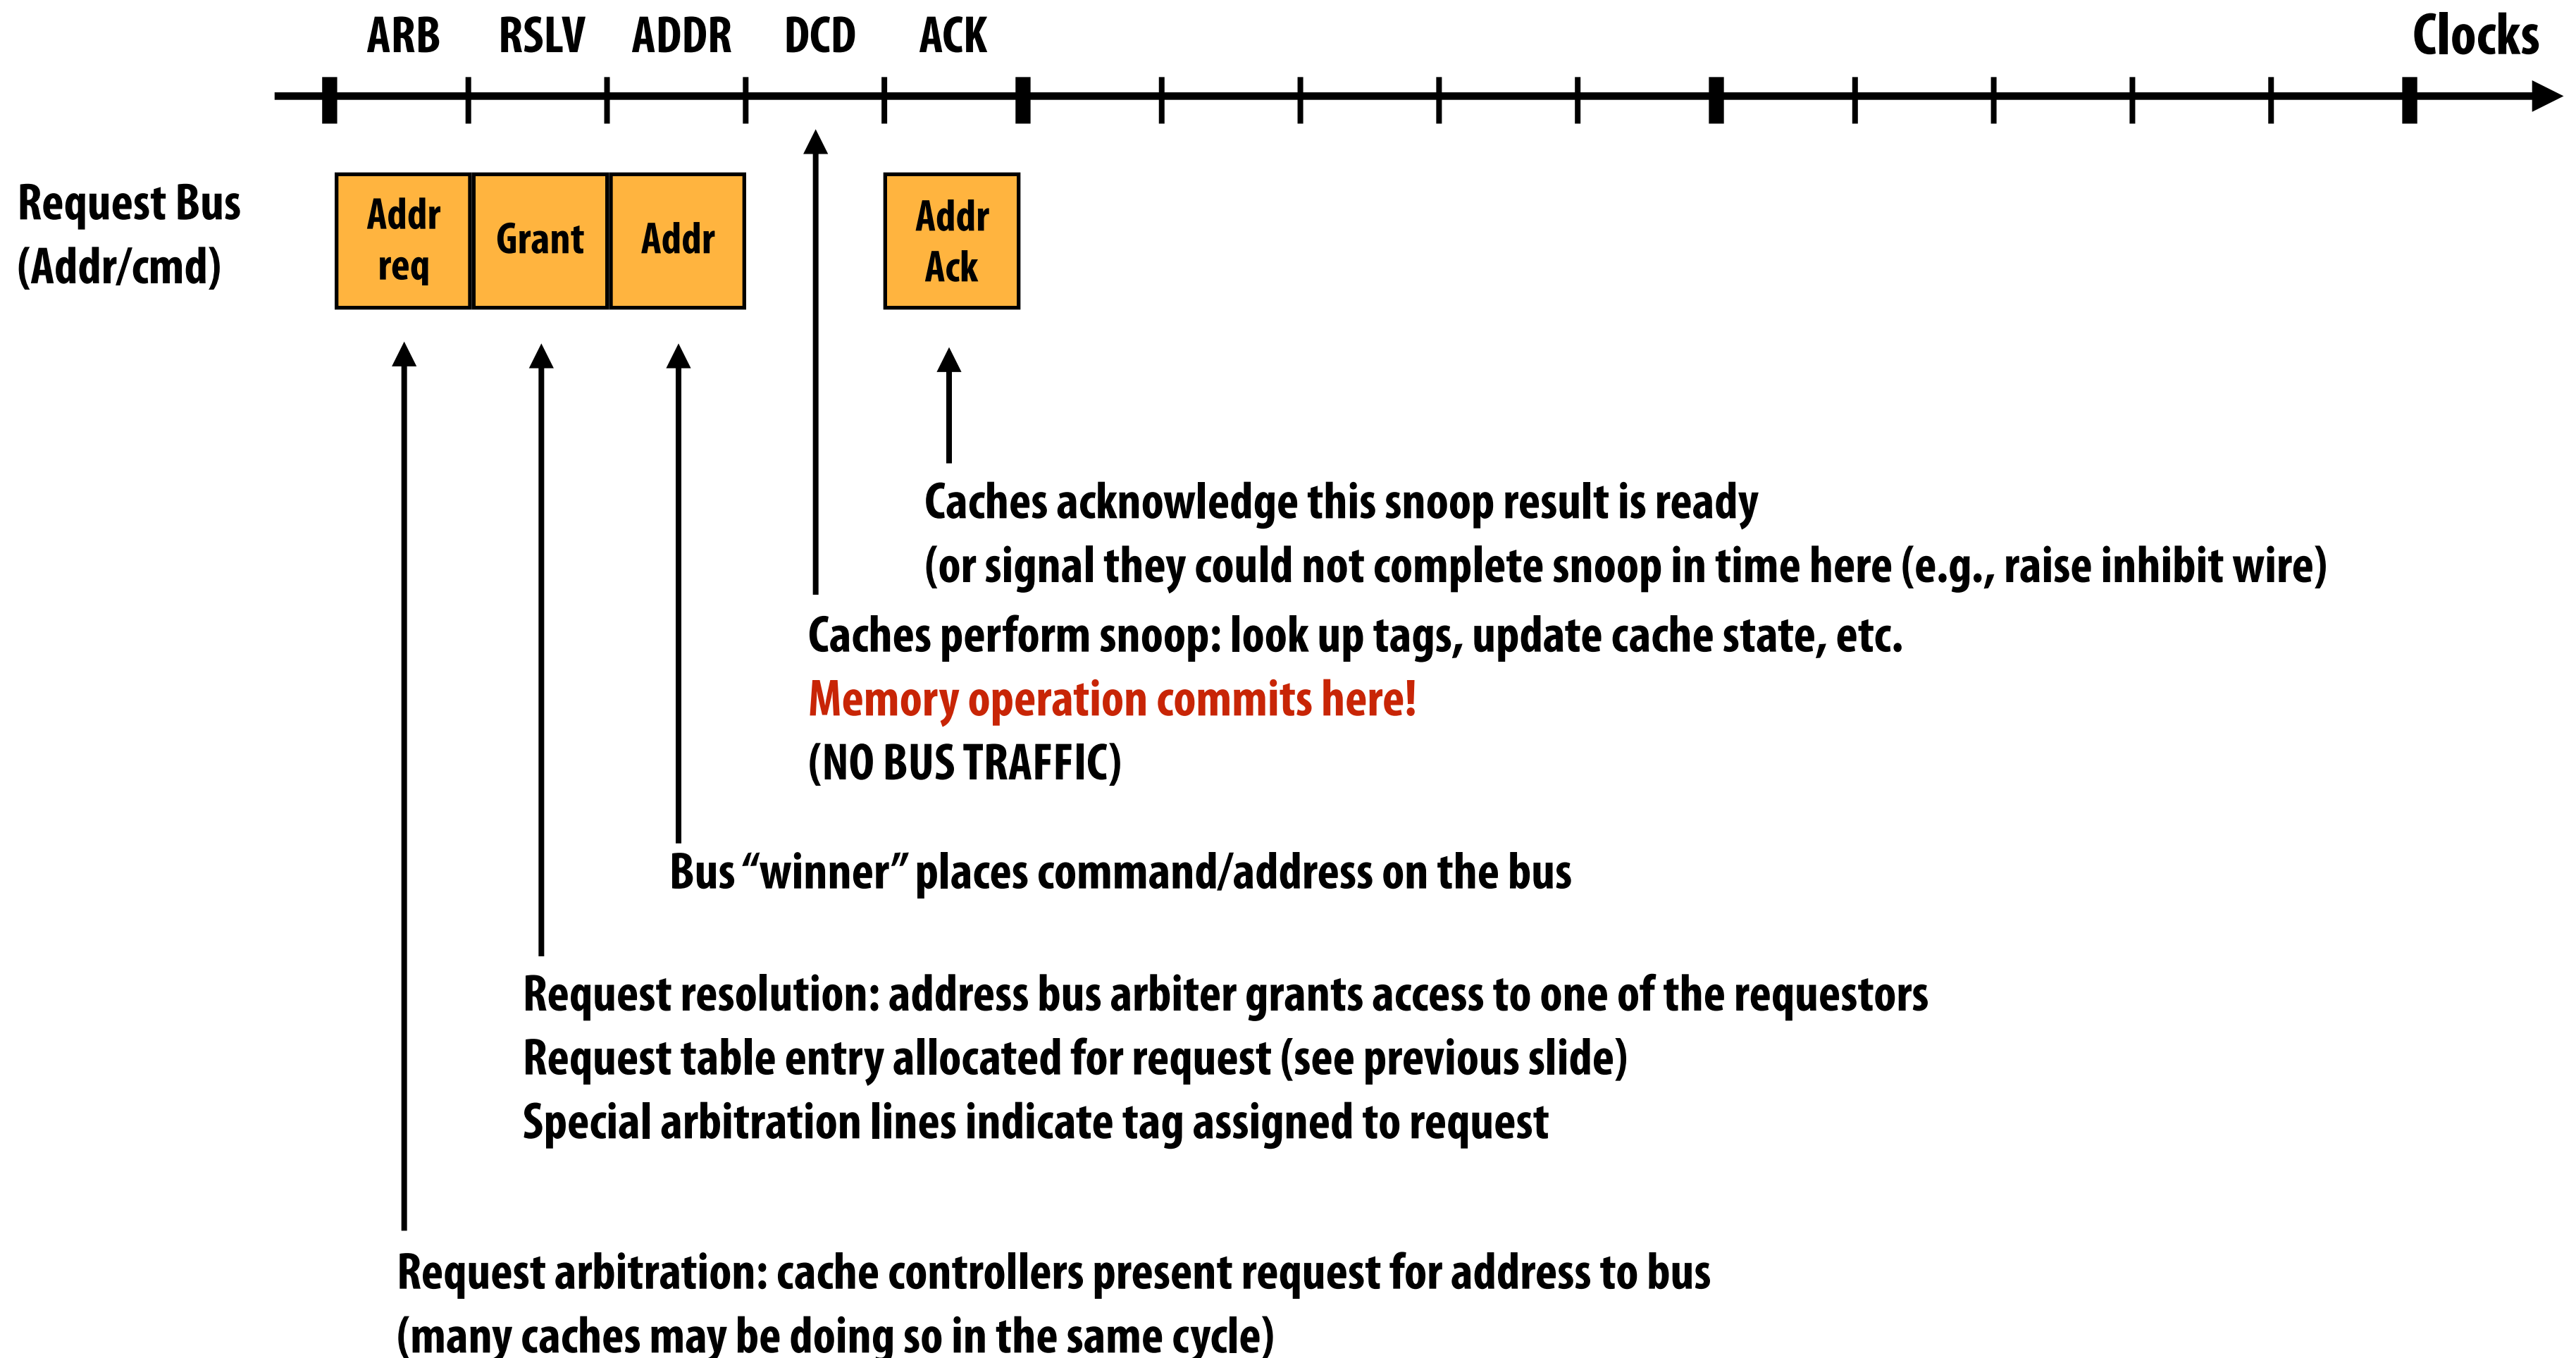 ARB RSLV ADDR DCD ACK Clocks
Request Bus
(Addr/cmd)
Addr
req
Grant
Addr
Addr
Ack
Caches acknowledge this snoop result is ready
(or signal they could not complete snoop in time here (e.g., raise inhibit wire)
Caches perform snoop: look up tags, update cache state, etc.
Memory operation commits here!
(NO BUS TRAFFIC)
Bus “winner” places command/address on the bus
Request resolution: address bus arbiter grants access to one of the requestors
Request table entry allocated for request (see previous slide)
Special arbitration lines indicate tag assigned to request
Request arbitration: cache controllers present request for address to bus
(many caches may be doing so in the same cycle)